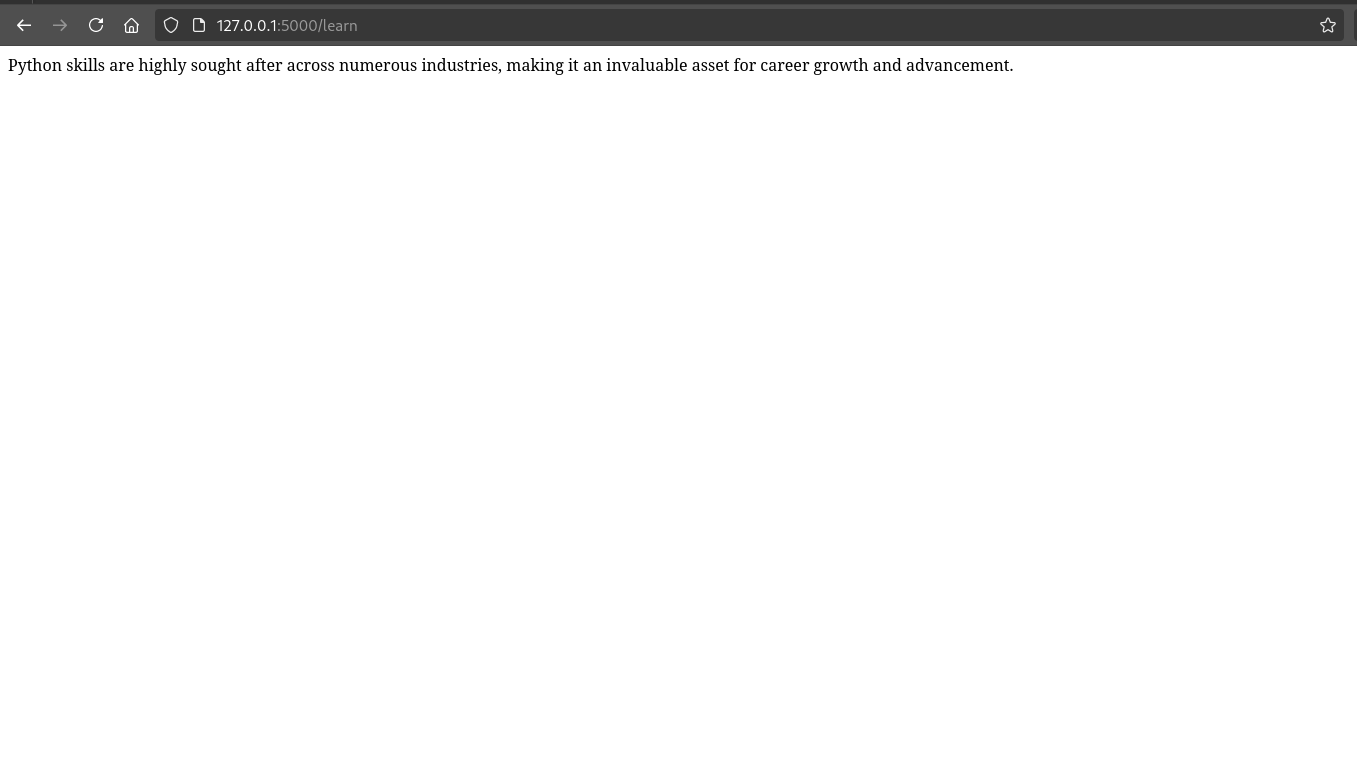 127.0.0.1:5000/learn
Python skills are highly sought after across numerous industries, making it an invaluable asset for career growth and advancement.